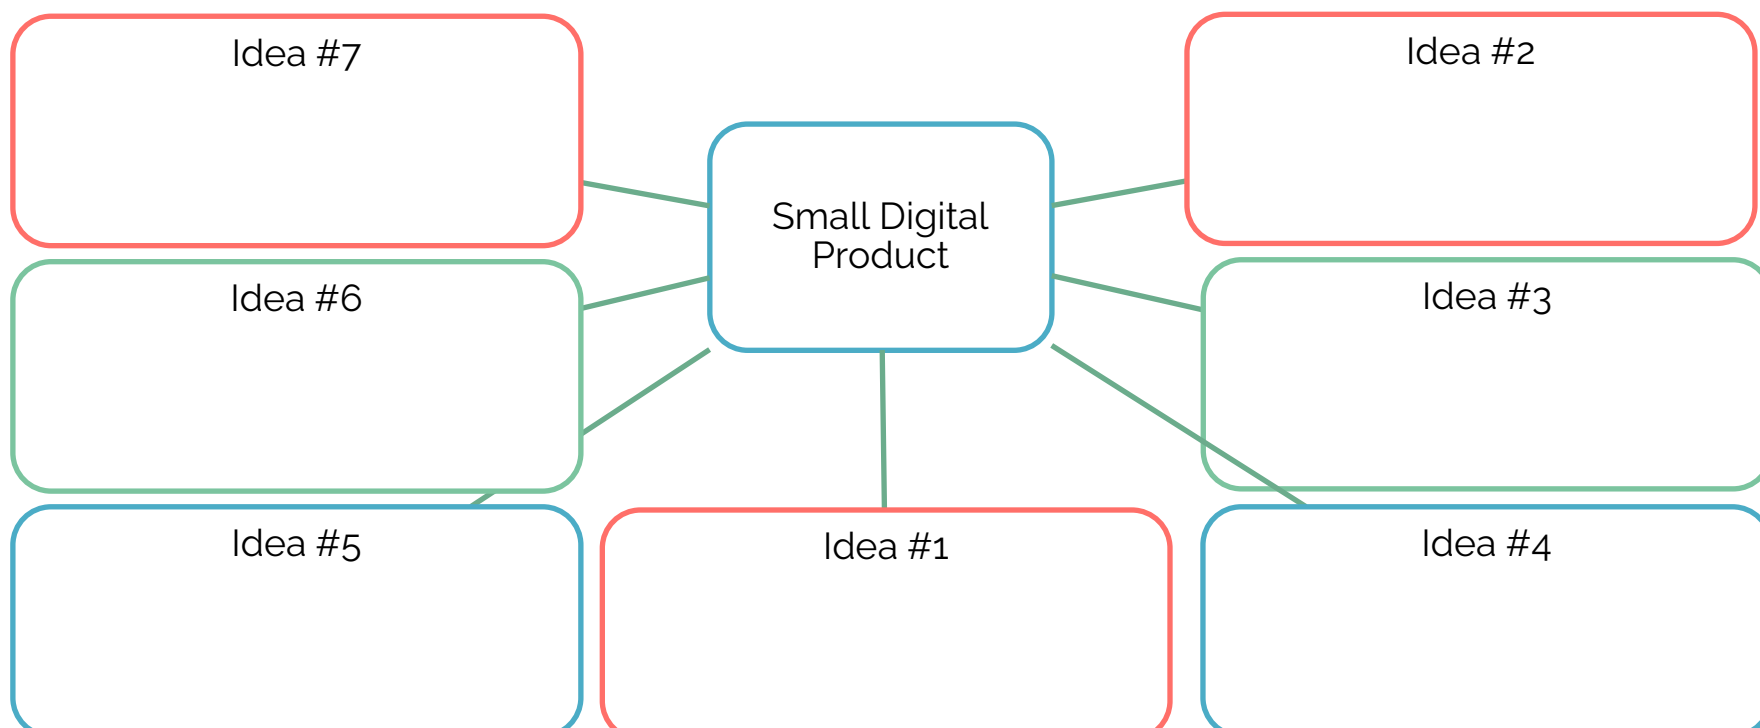 Idea #7
Idea #2
Small Digital
Product
Idea #6
Idea #3
Idea #5
Idea #1
Idea #4